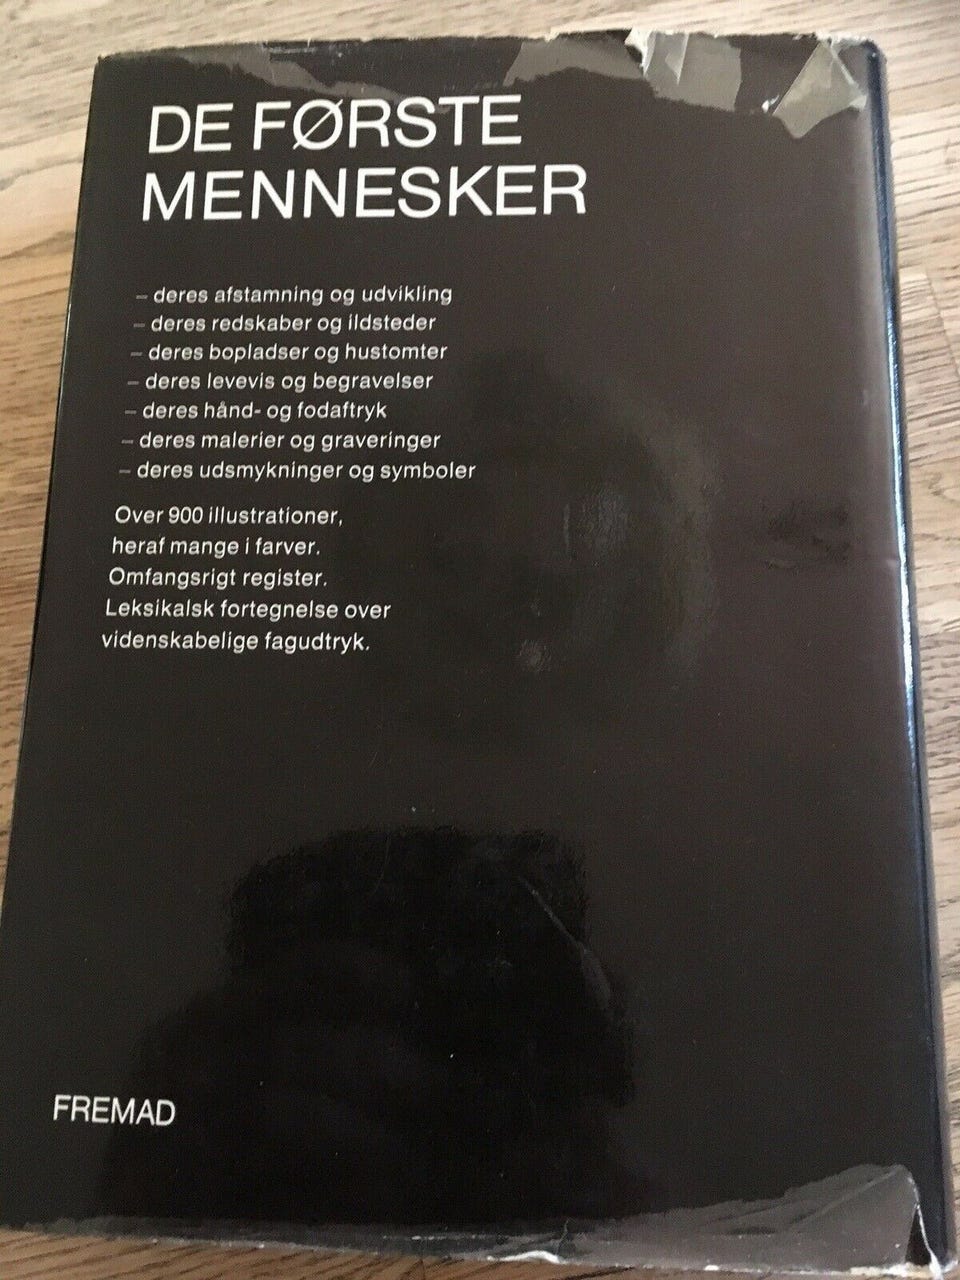 DE FØRSTE
MENNESKER
– deres afstamning og udvikling
– deres redskaber og ildsteder
– deres bopladser og hustomter
– deres levevis og begravelser
– deres hånd- og fodaftryk
– deres malerier og graveringer
– deres udsmykninger og symboler
Over 900 illustrationer,
heraf mange i farver.
Omfangsrigt register.
Leksikalsk fortegnelse over
videnskabelige fagudtryk.
FREMAD